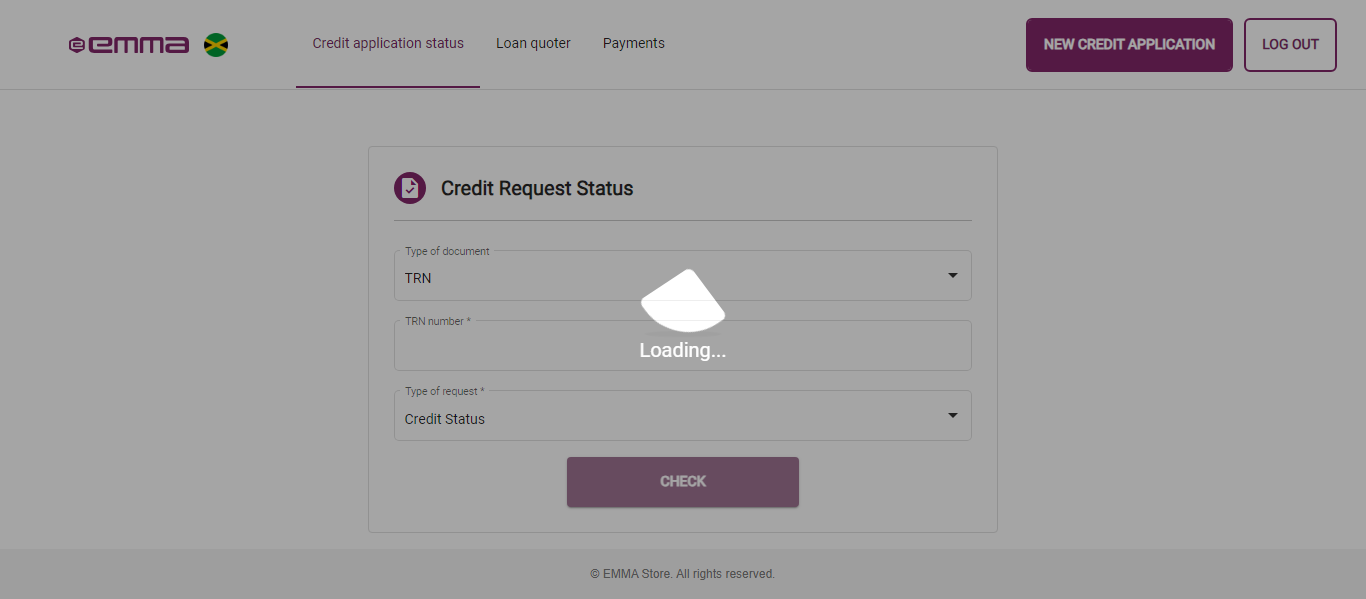 emma
Credit application status
Loan quoter
Payments
NEW CREDIT APPLICATION
LOG OUT
Credit Request Status
Type of document
TRN
TRN number *
Loading...
Type of request *
Credit Status
CHECK
© EMMA Store. All rights reserved.